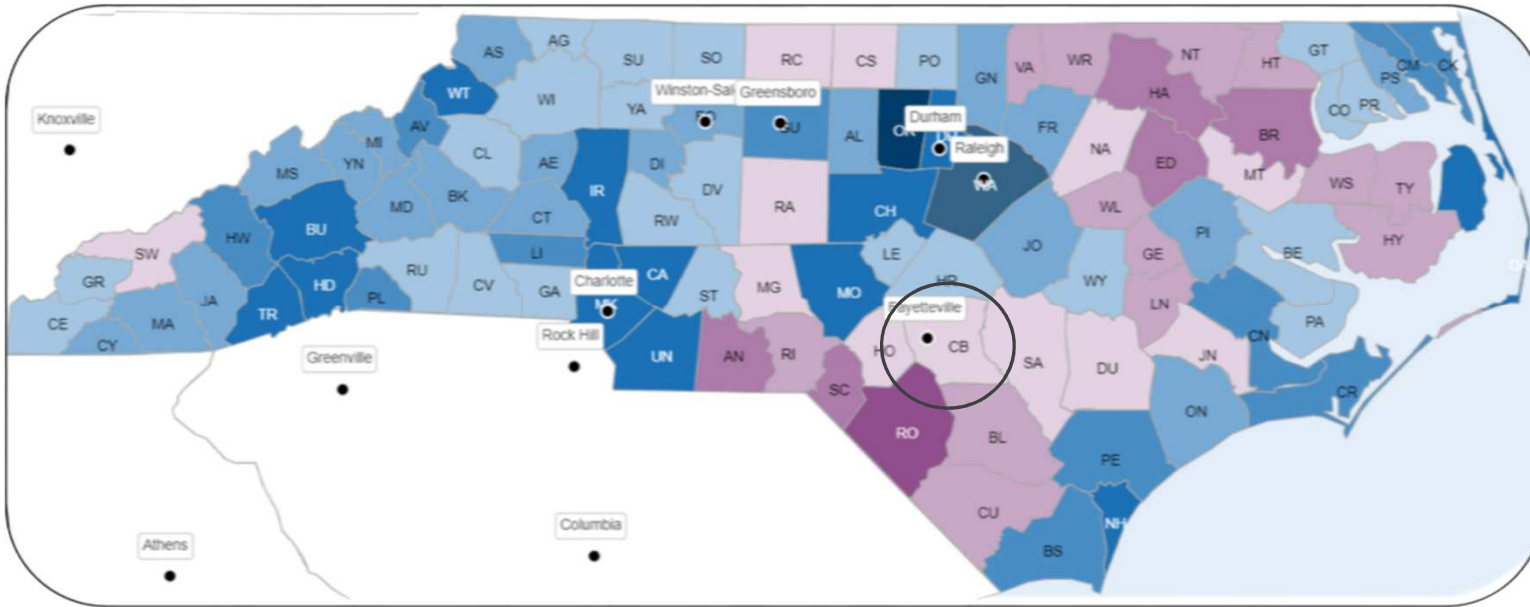 AS
AG
SU
SO
RC
CS
PO
GN
VA
WR
NT
HT
GT
CM
CK
PS
WT
WI
YA
Winston-Sal
Greensboro
GU
AL
Durham
Raleigh
WA
FR
HA
BR
CO
PR
Knoxville
AV
MI
YN
MS
CL
AE
DI
IR
DV
NA
ED
MT
WS
TY
BK
MD
CT
RW
RA
CH
WL
BU
HW
SW
LI
GR
JA
HD
PL
RU
CV
GA
Charlotte
MK
CA
ST
MG
MO
LE
HR
JO
WY
GE
PI
BE
HY
LN
CE
MA
CY
TR
Rock Hill
UN
AN
RI
Fayetteville
HO
CB
SA
DU
JN
CN
PA
Greenville
SC
RO
BL
ON
CR
PE
CU
NH
BS
Columbia
Athens